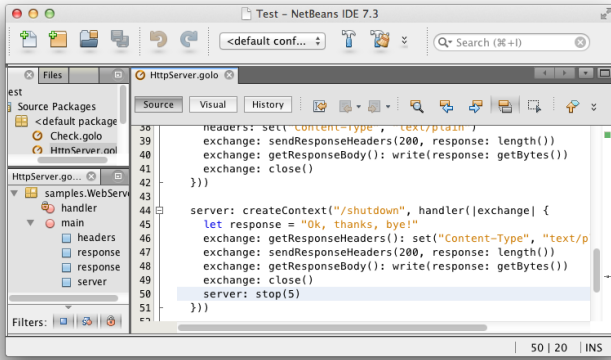 Test - NetBeans IDE 7.3
<default conf...
Search (⌘+I)
Files
HttpServer.golo
est
Source Packages
<default package
Check.golo
HttpServer.gol
Source Visual History
HttpServer.go...
samples.WebServe
handler
main
headers
response
response
server
Filters:
38 headers: set("Content-Type", "text/plain")
39 exchange: sendResponseHeaders(200, response: length())
40 exchange: getResponseBody(): write(response: getBytes())
41 exchange: close()
42 }))
43
44 server: createContext("/shutdown", handler(|exchange| {
45 let response = "Ok, thanks, bye!"
46 exchange: getResponseHeaders(): set("Content-Type", "text/p
47 exchange: sendResponseHeaders(200, response: length())
48 exchange: getResponseBody(): write(response: getBytes())
49 exchange: close()
50 server: stop(5)
51 }))
52
50 | 20 INS